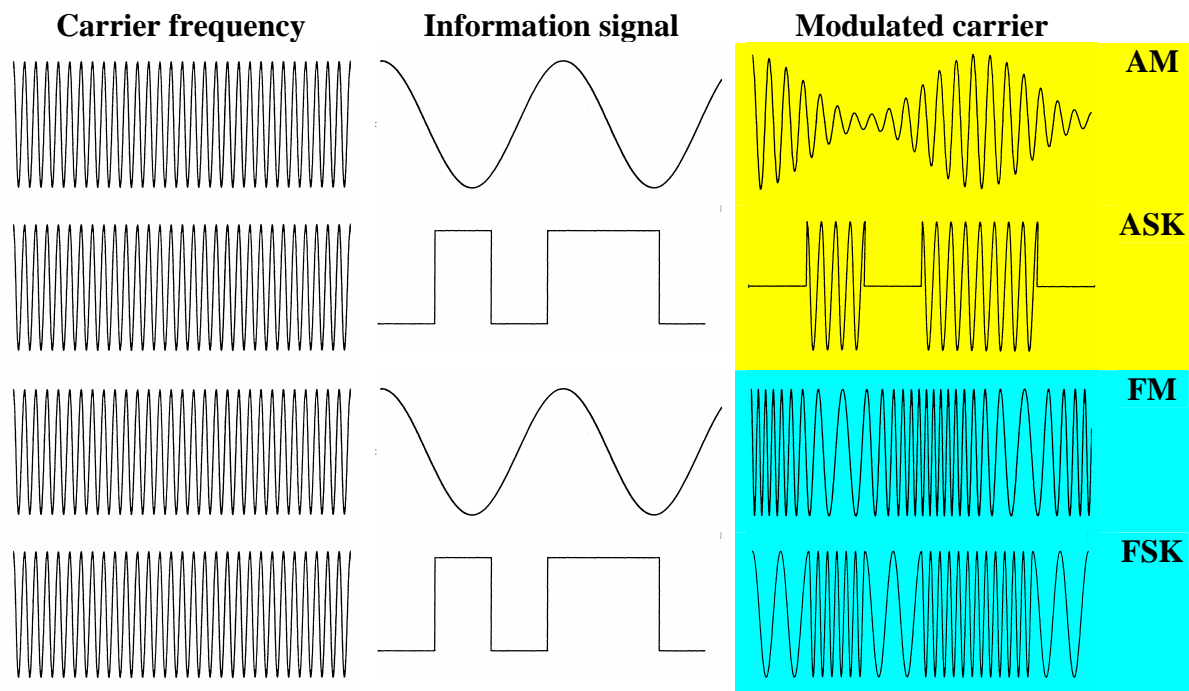 Carrier frequency
Information signal
Modulated carrier
AM
ASK
FM
FSK